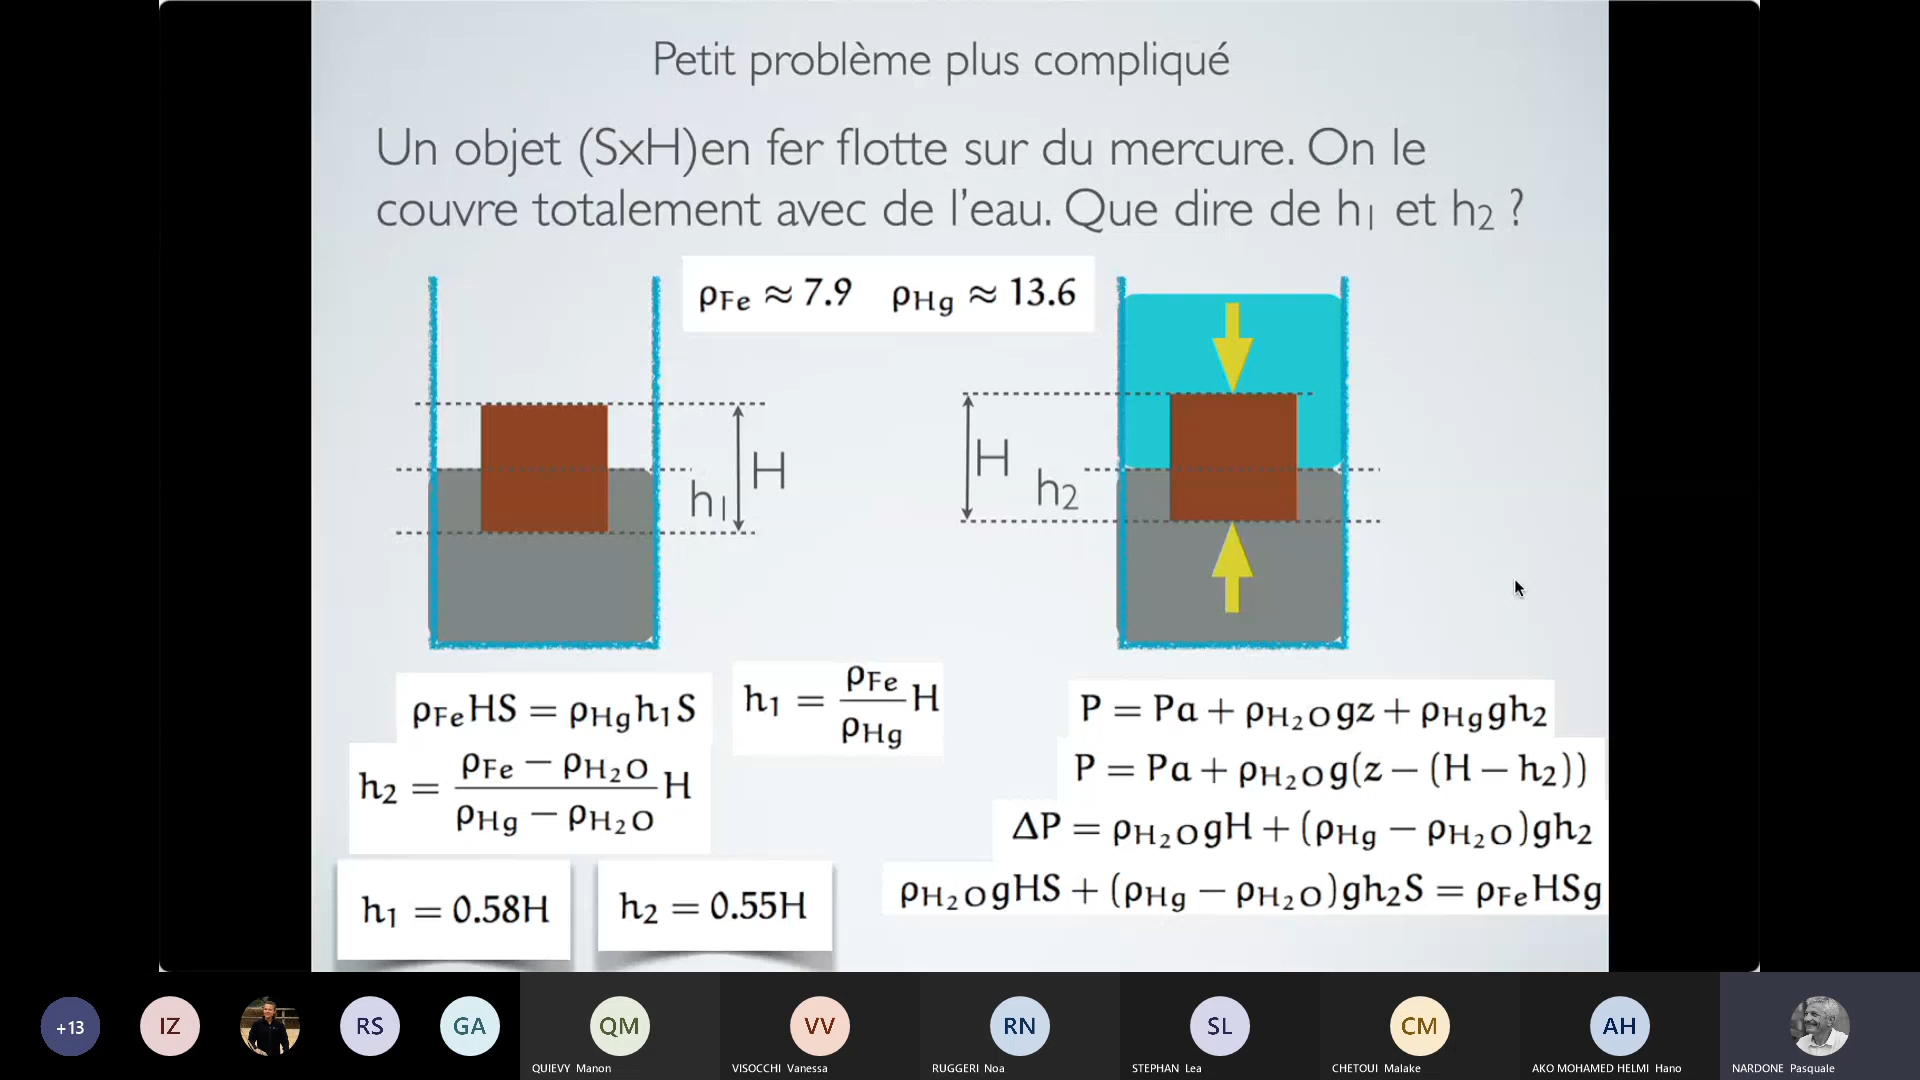 Petit problème plus compliqué
Un objet (SxH)en fer flotte sur du mercure. On le
couvre totalement avec de l'eau. Que dire de h₁ et h₂ ?
ρFe ≈ 7.9 ρHg ≈ 13.6
H
h₁
H
h₂
ρFeHS = ρHgh₁S
h₁ = ρFe/ρHg H
h₂ = (ρFe − ρH₂O)/(ρHg − ρH₂O) H
h₁ = 0.58H
h₂ = 0.55H
P = Pa + ρH₂Ogz + ρHggh₂
P = Pa + ρH₂Og(z − (H − h₂))
ΔP = ρH₂OgH + (ρHg − ρH₂O)gh₂
ρH₂OgHS + (ρHg − ρH₂O)gh₂S = ρFeHSg
+13
IZ
RS
GA
QM
QUIEVY Manon
VV
VISOCCHI Vanessa
RN
RUGGERI Noa
SL
STEPHAN Lea
CM
CHETOUI Malake
AH
AKO MOHAMED HELMI Hano
NARDONE Pasquale